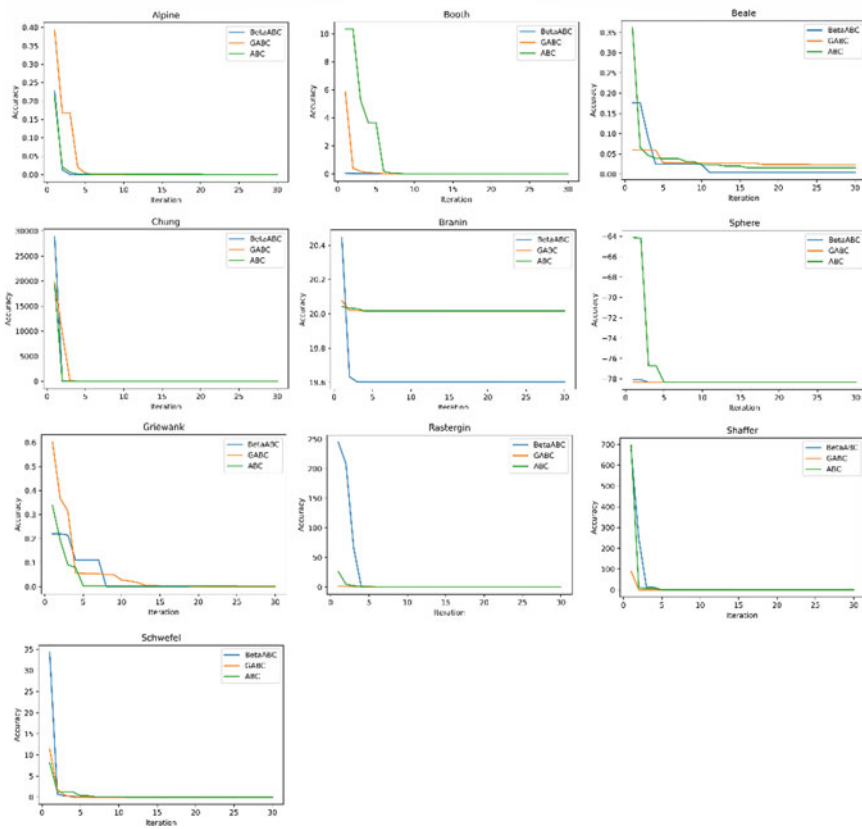 Alpine
0.40
0.35
0.30
0.25
0.20
0.15
0.10
0.05
0.00
Accuracy
BetaABC
GABC
ABC
0 5 10 15 20 25 30
Iteration
Booth
10
8
6
4
2
0
Accuracy
BetaABC
GABC
ABC
0 5 10 15 20 25 30
Iteration
Beale
0.35
0.30
0.25
0.20
0.15
0.10
0.05
0.00
Accuracy
BetaABC
GABC
ABC
0 5 10 15 20 25 30
Iteration
Chung
30000
25000
20000
15000
10000
5000
0
Accuracy
BetaABC
GABC
ABC
0 5 10 15 20 25 30
Iteration
Branin
20.4
20.2
20.0
19.8
19.6
Accuracy
BetaABC
GABC
ABC
0 5 10 15 20 25 30
Iteration
Sphere
−64
−66
−68
−70
−72
−74
−76
−78
Accuracy
BetaABC
GABC
ABC
0 5 10 15 20 25 30
Iteration
Griewank
0.6
0.5
0.4
0.3
0.2
0.1
0.0
Accuracy
BetaABC
GABC
ABC
0 5 10 15 20 25 30
Iteration
Rastergin
250
200
150
100
50
0
Accuracy
BetaABC
GABC
ABC
0 5 10 15 20 25 30
Iteration
Shaffer
700
600
500
400
300
200
100
0
Accuracy
BetaABC
GABC
ABC
0 5 10 15 20 25 30
Iteration
Schwefel
35
30
25
20
15
10
5
0
Accuracy
BetaABC
GABC
ABC
0 5 10 15 20 25 30
Iteration